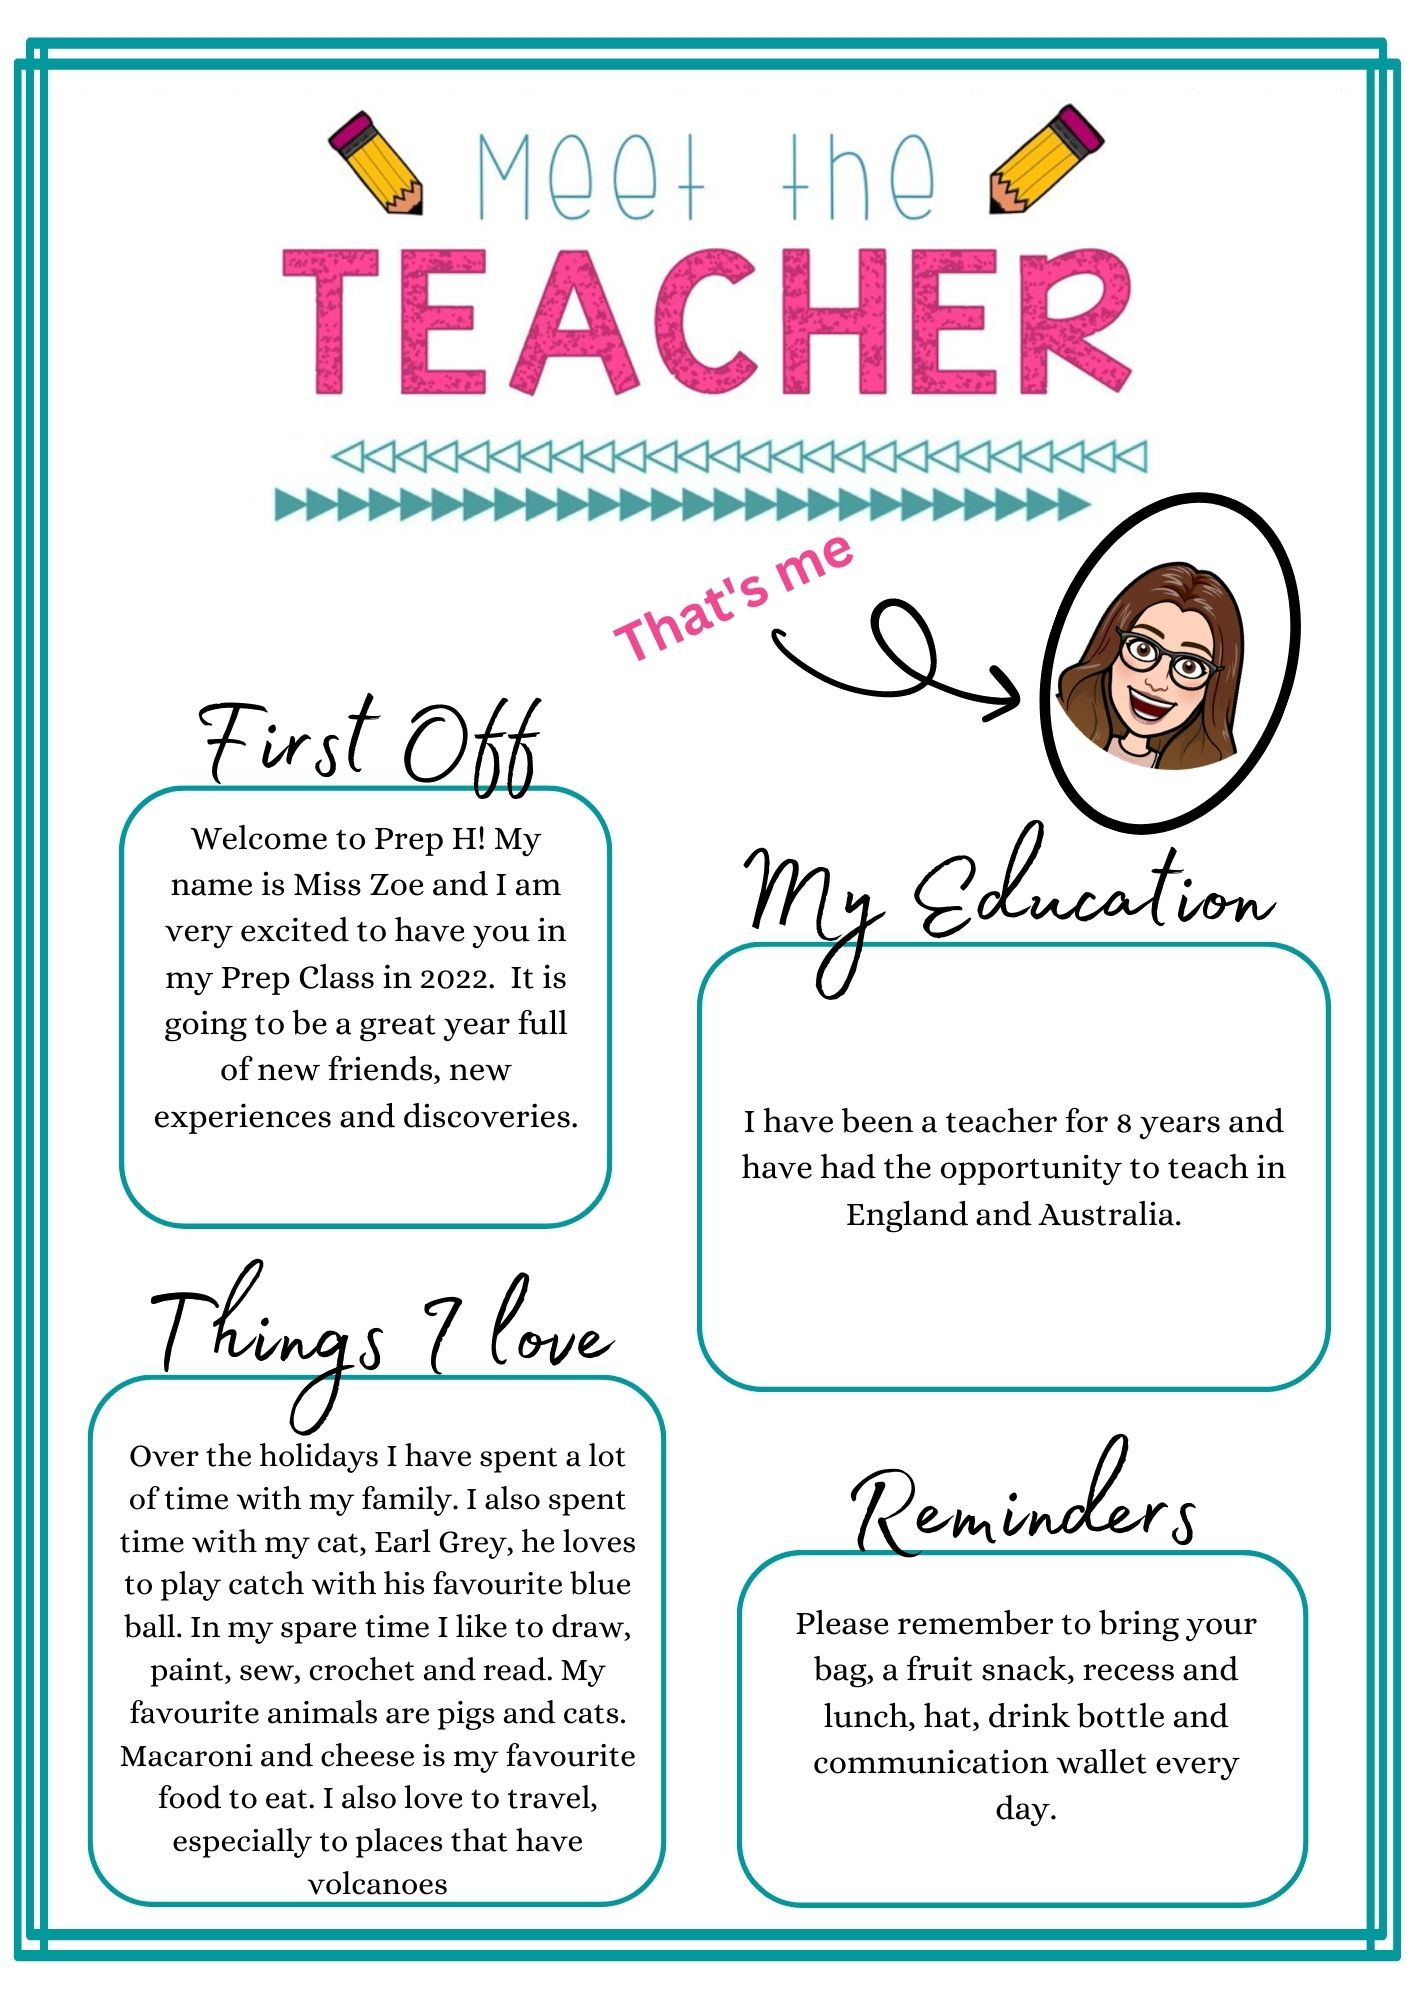 Meet the
TEACHER
That's me
First Off
Welcome to Prep H! My
name is Miss Zoe and I am
very excited to have you in
my Prep Class in 2022.  It is
going to be a great year full
of new friends, new
experiences and discoveries.
My Education
I have been a teacher for 8 years and
have had the opportunity to teach in
England and Australia.
Things I love
Over the holidays I have spent a lot
of time with my family. I also spent
time with my cat, Earl Grey, he loves
to play catch with his favourite blue
ball. In my spare time I like to draw,
paint, sew, crochet and read. My
favourite animals are pigs and cats.
Macaroni and cheese is my favourite
food to eat. I also love to travel,
especially to places that have
volcanoes
Reminders
Please remember to bring your
bag, a fruit snack, recess and
lunch, hat, drink bottle and
communication wallet every
day.